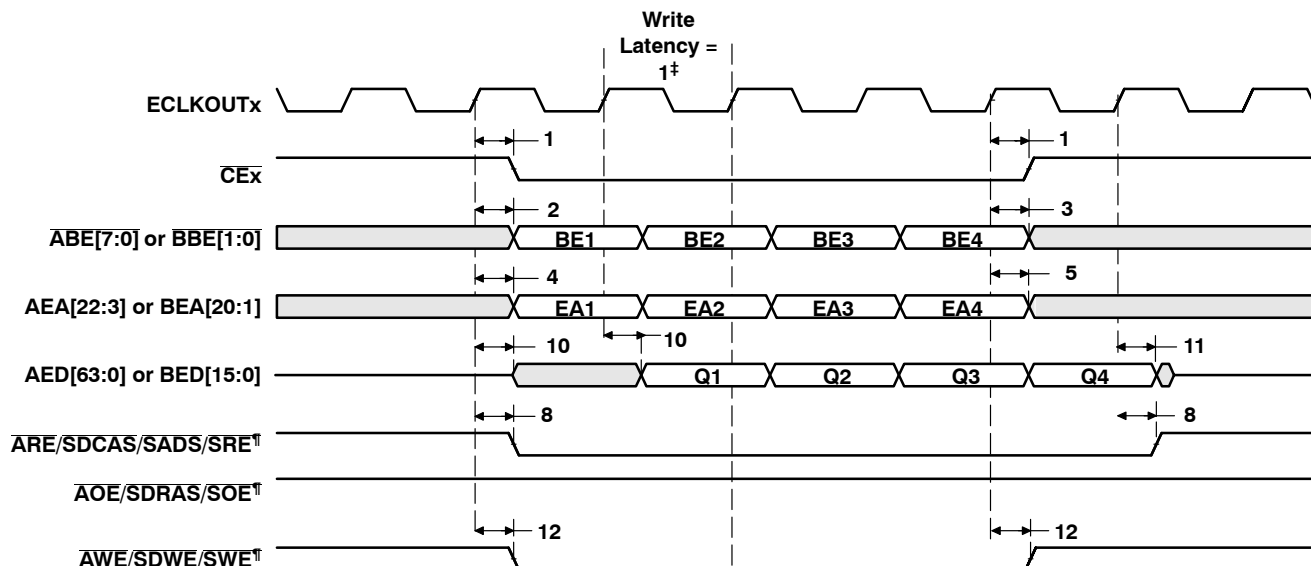 Write
Latency =
1‡
ECLKOUTx
1 1
CEx
2 3
ABE[7:0] or BBE[1:0] BE1 BE2 BE3 BE4
4 5
AEA[22:3] or BEA[20:1] EA1 EA2 EA3 EA4
10 10 11
AED[63:0] or BED[15:0] Q1 Q2 Q3 Q4
8 8
ARE/SDCAS/SADS/SRE¶
AOE/SDRAS/SOE¶
12 12
AWE/SDWE/SWE¶